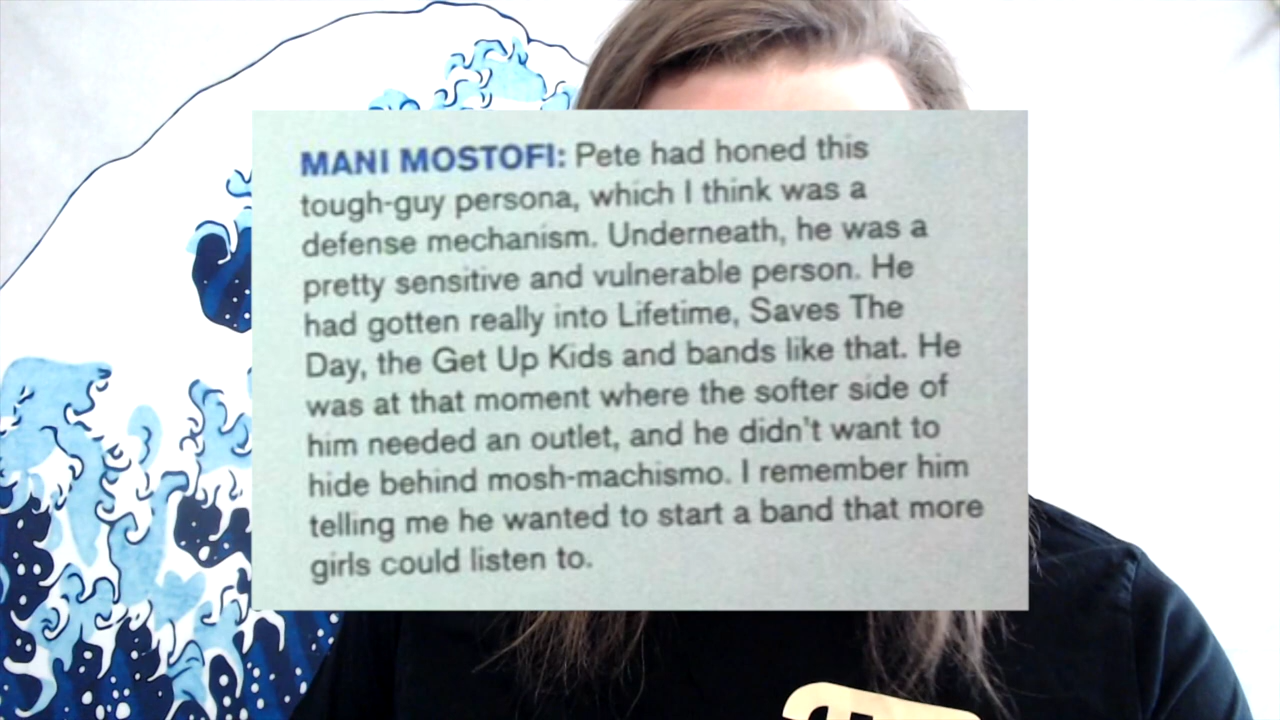 MANI MOSTOFI: Pete had honed this
tough-guy persona, which I think was a
defense mechanism. Underneath, he was a
pretty sensitive and vulnerable person. He
had gotten really into Lifetime, Saves The
Day, the Get Up Kids and bands like that. He
was at that moment where the softer side of
him needed an outlet, and he didn't want to
hide behind mosh-machismo. I remember him
telling me he wanted to start a band that more
girls could listen to.